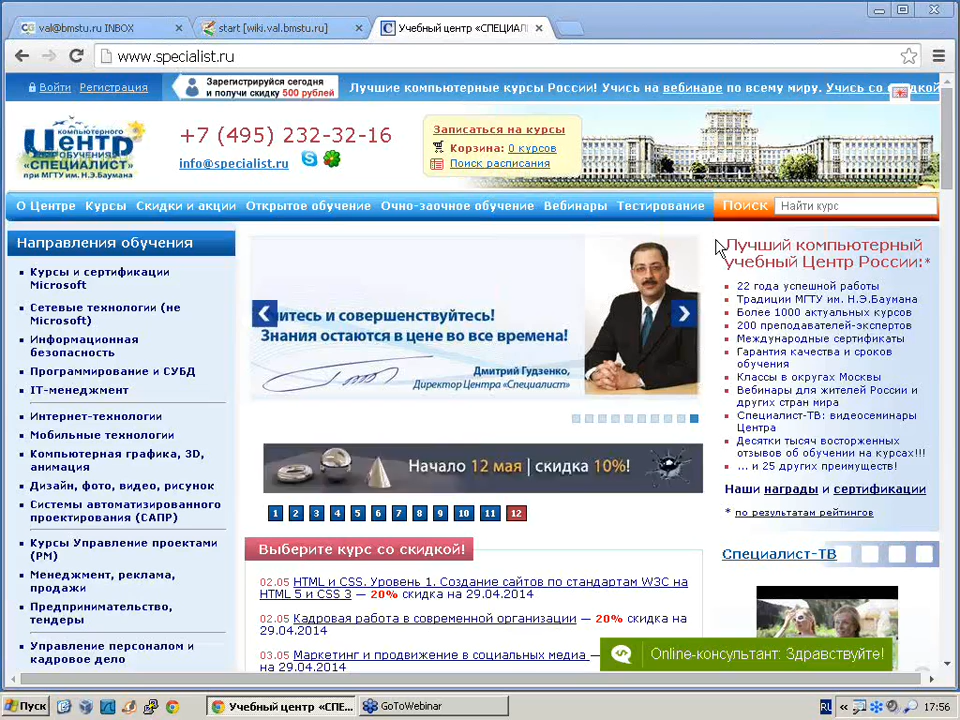 val@bmstu.ru INBOX
start [wiki.val.bmstu.ru]
Учебный центр «СПЕЦИАЛ
www.specialist.ru
Войти Регистрация
Зарегистрируйся сегодня
и получи скидку 500 рублей
Лучшие компьютерные курсы России! Учись на вебинаре по всему миру. Учись со
компьютерного
Центр
обучения
«СПЕЦИАЛИСТ»
при МГТУ им. Н.Э.Баумана
+7 (495) 232-32-16
info@specialist.ru
Записаться на курсы
Корзина: 0 курсов
Поиск расписания
О Центре Курсы Скидки и акции Открытое обучение Очно-заочное обучение Вебинары Тестирование Поиск Найти курс
Направления обучения
Курсы и сертификации
Microsoft
Сетевые технологии (не
Microsoft)
Информационная
безопасность
Программирование и СУБД
IT-менеджмент
Интернет-технологии
Мобильные технологии
Компьютерная графика, 3D,
анимация
Дизайн, фото, видео, рисунок
Системы автоматизированного
проектирования (САПР)
Курсы Управление проектами
(PM)
Менеджмент, реклама,
продажи
Предпринимательство,
тендеры
Управление персоналом и
кадровое дело
итесь и совершенствуйтесь!
Знания остаются в цене во все времена!
Дмитрий Гудзенко,
Директор Центра «Специалист»
Начало 12 мая | скидка 10%!
1 2 3 4 5 6 7 8 9 10 11 12
Выберите курс со скидкой!
02.05 HTML и CSS. Уровень 1. Создание сайтов по стандартам W3C на
HTML 5 и CSS 3 — 20% скидка на 29.04.2014
02.05 Кадровая работа в современной организации — 20% скидка на
29.04.2014
03.05 Маркетинг и продвижение в социальных медиа —
на 29.04.2014
Лучший компьютерный
учебный Центр России:*
22 года успешной работы
Традиции МГТУ им. Н.Э.Баумана
Более 1000 актуальных курсов
200 преподавателей-экспертов
Международные сертификаты
Гарантия качества и сроков
обучения
Классы в округах Москвы
Вебинары для жителей России и
других стран мира
Специалист-ТВ: видеосеминары
Центра
Десятки тысяч восторженных
отзывов об обучении на курсах!!!
... и 25 других преимуществ!
Наши награды и сертификации
* по результатам рейтингов
Специалист-ТВ
Online-консультант: Здравствуйте!
Пуск
Учебный центр «СПЕ...
GoToWebinar
RL
17:56